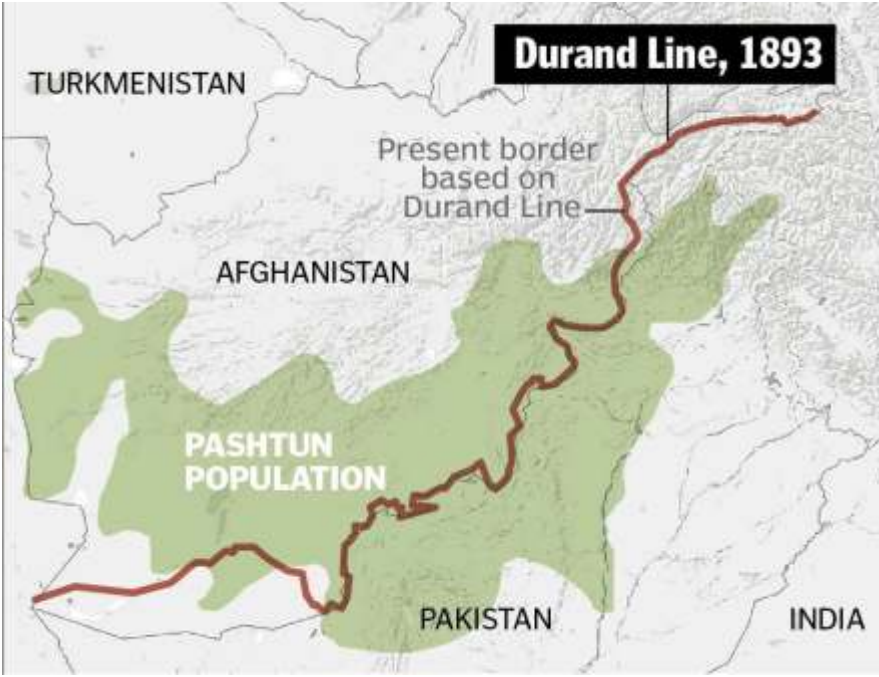 Durand Line, 1893
TURKMENISTAN
Present border
based on
Durand Line
AFGHANISTAN
PASHTUN
POPULATION
PAKISTAN
INDIA